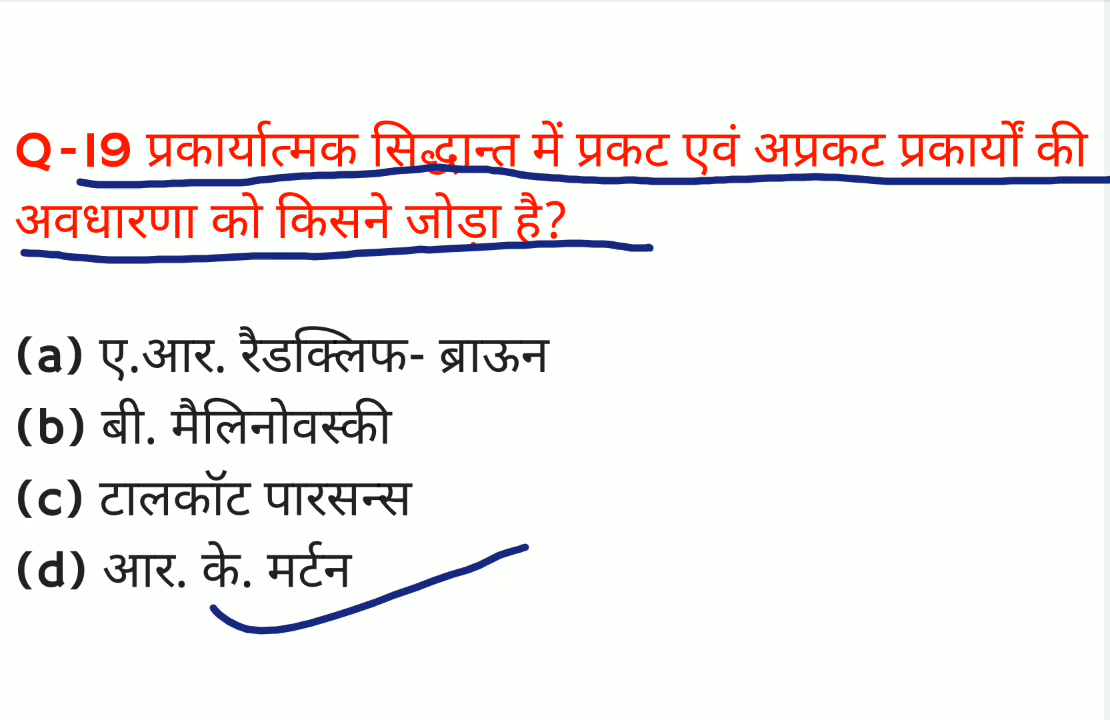 Q-19 प्रकार्यात्मक सिद्धान्त में प्रकट एवं अप्रकट प्रकार्यों की
अवधारणा को किसने जोड़ा है?
(a) ए.आर. रैडक्लिफ- ब्राऊन
(b) बी. मैलिनोवस्की
(c) टालकॉट पारसन्स
(d) आर. के. मर्टन